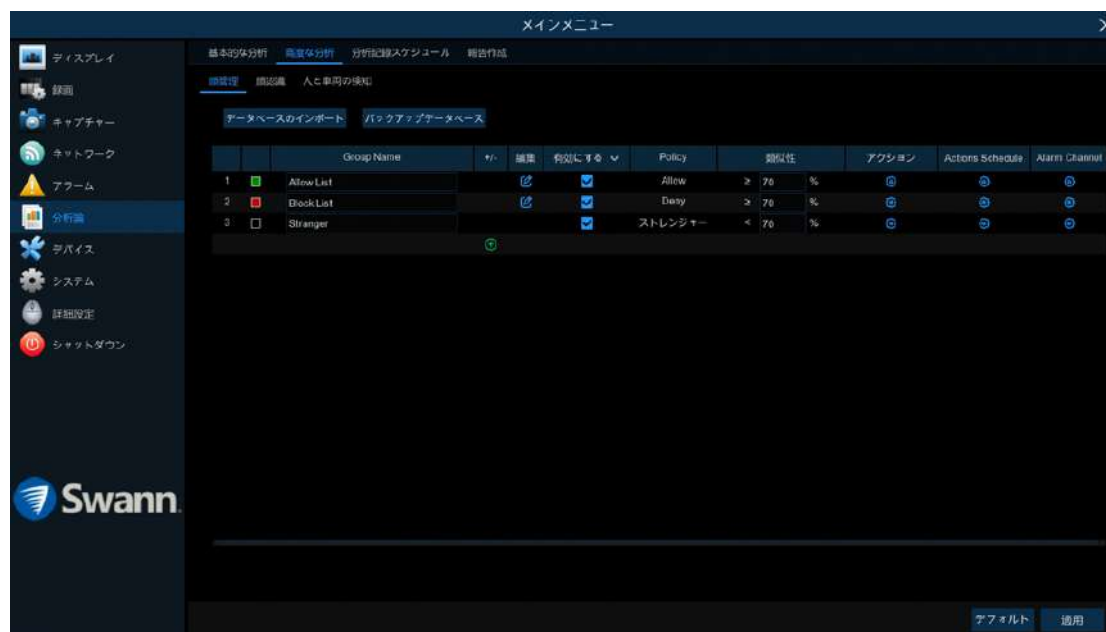 メインメニュー
ディスプレイ
録画
キャプチャー
ネットワーク
アラーム
分析論
デバイス
システム
詳細設定
シャットダウン
Swann
基本的な分析 高度な分析 分析記録スケジュール 報告作成
顔管理 顔認識 人と車両の検知
データベースのインポート バックアップデータベース
Group Name +/- 編集 有効にする Policy 類似性 アクション Actions Schedule Alarm Channel
1 Allow List Allow ≥ 70 %
2 Block List Deny ≥ 70 %
3 Stranger ストレンジャー < 70 %
デフォルト 適用